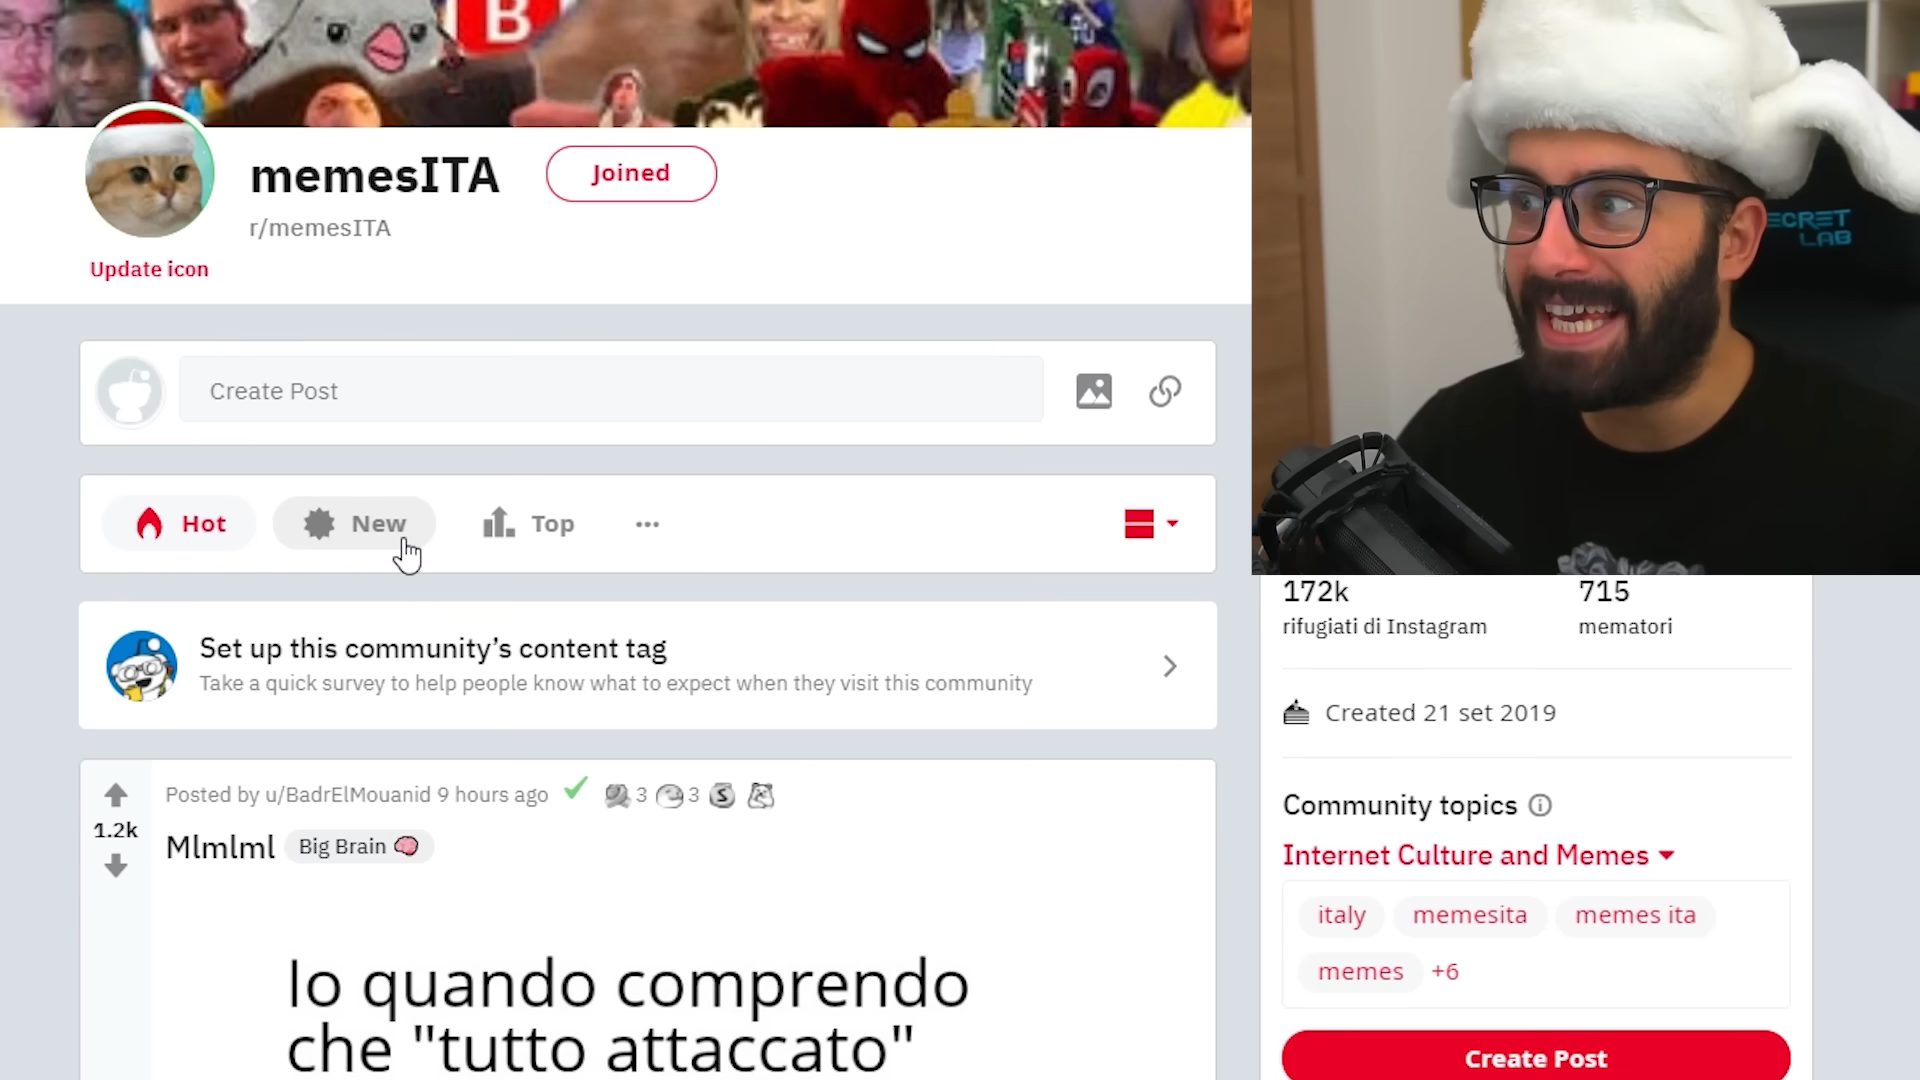 B
memesITA
Joined
r/memesITA
Update icon
Create Post
Hot
New
Top
Set up this community's content tag
Take a quick survey to help people know what to expect when they visit this community
1.2k
Posted by u/BadrElMouanid 9 hours ago
3
3
S
Mlmlml
Big Brain
Io quando comprendo
che "tutto attaccato"
ECRET
LAB
172k
rifugiati di Instagram
715
mematori
Created 21 set 2019
Community topics
Internet Culture and Memes
italy
memesita
memes ita
memes
+6
Create Post